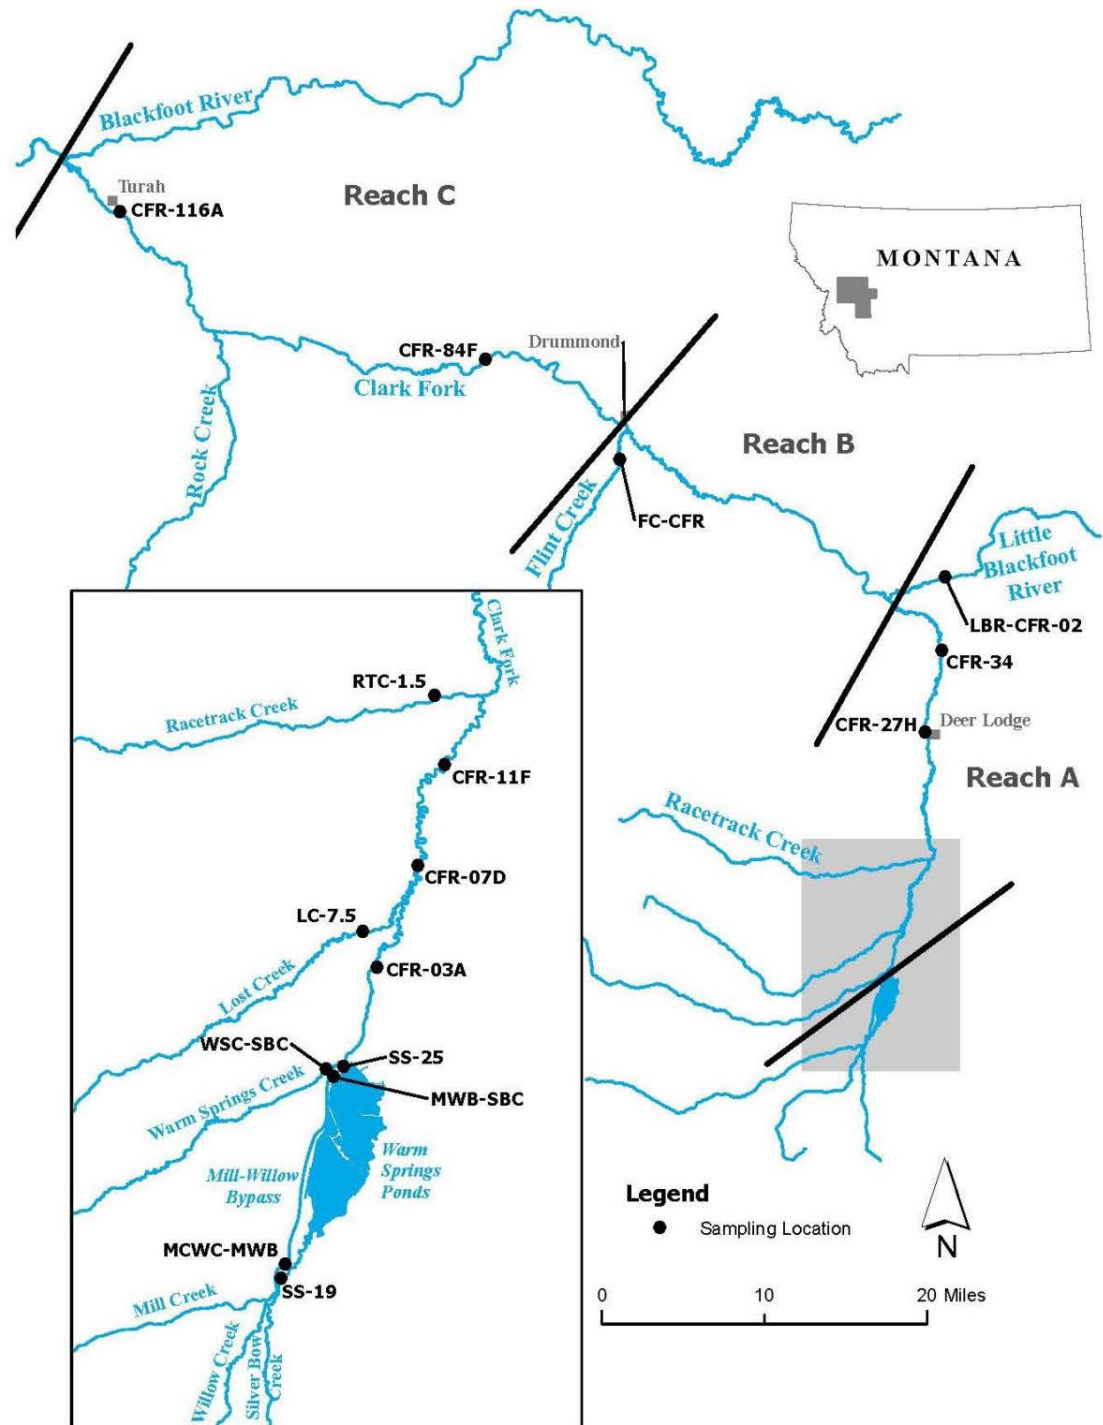 Blackfoot River
Turah
CFR-116A
Reach C
MONTANA
CFR-84F
Clark Fork
Drummond
Rock Creek
Reach B
Flint Creek
FC-CFR
Little
Blackfoot
River
LBR-CFR-02
CFR-34
CFR-27H
Deer Lodge
Reach A
Racetrack Creek
Clark Fork
RTC-1.5
Racetrack Creek
CFR-11F
CFR-07D
LC-7.5
CFR-03A
Lost Creek
WSC-SBC
SS-25
MWB-SBC
Warm Springs Creek
Mill-Willow
Bypass
Warm
Springs
Ponds
MCWC-MWB
SS-19
Mill Creek
Willow Creek
Silver Bow
Creek
Legend
Sampling Location
N
0 10 20 Miles